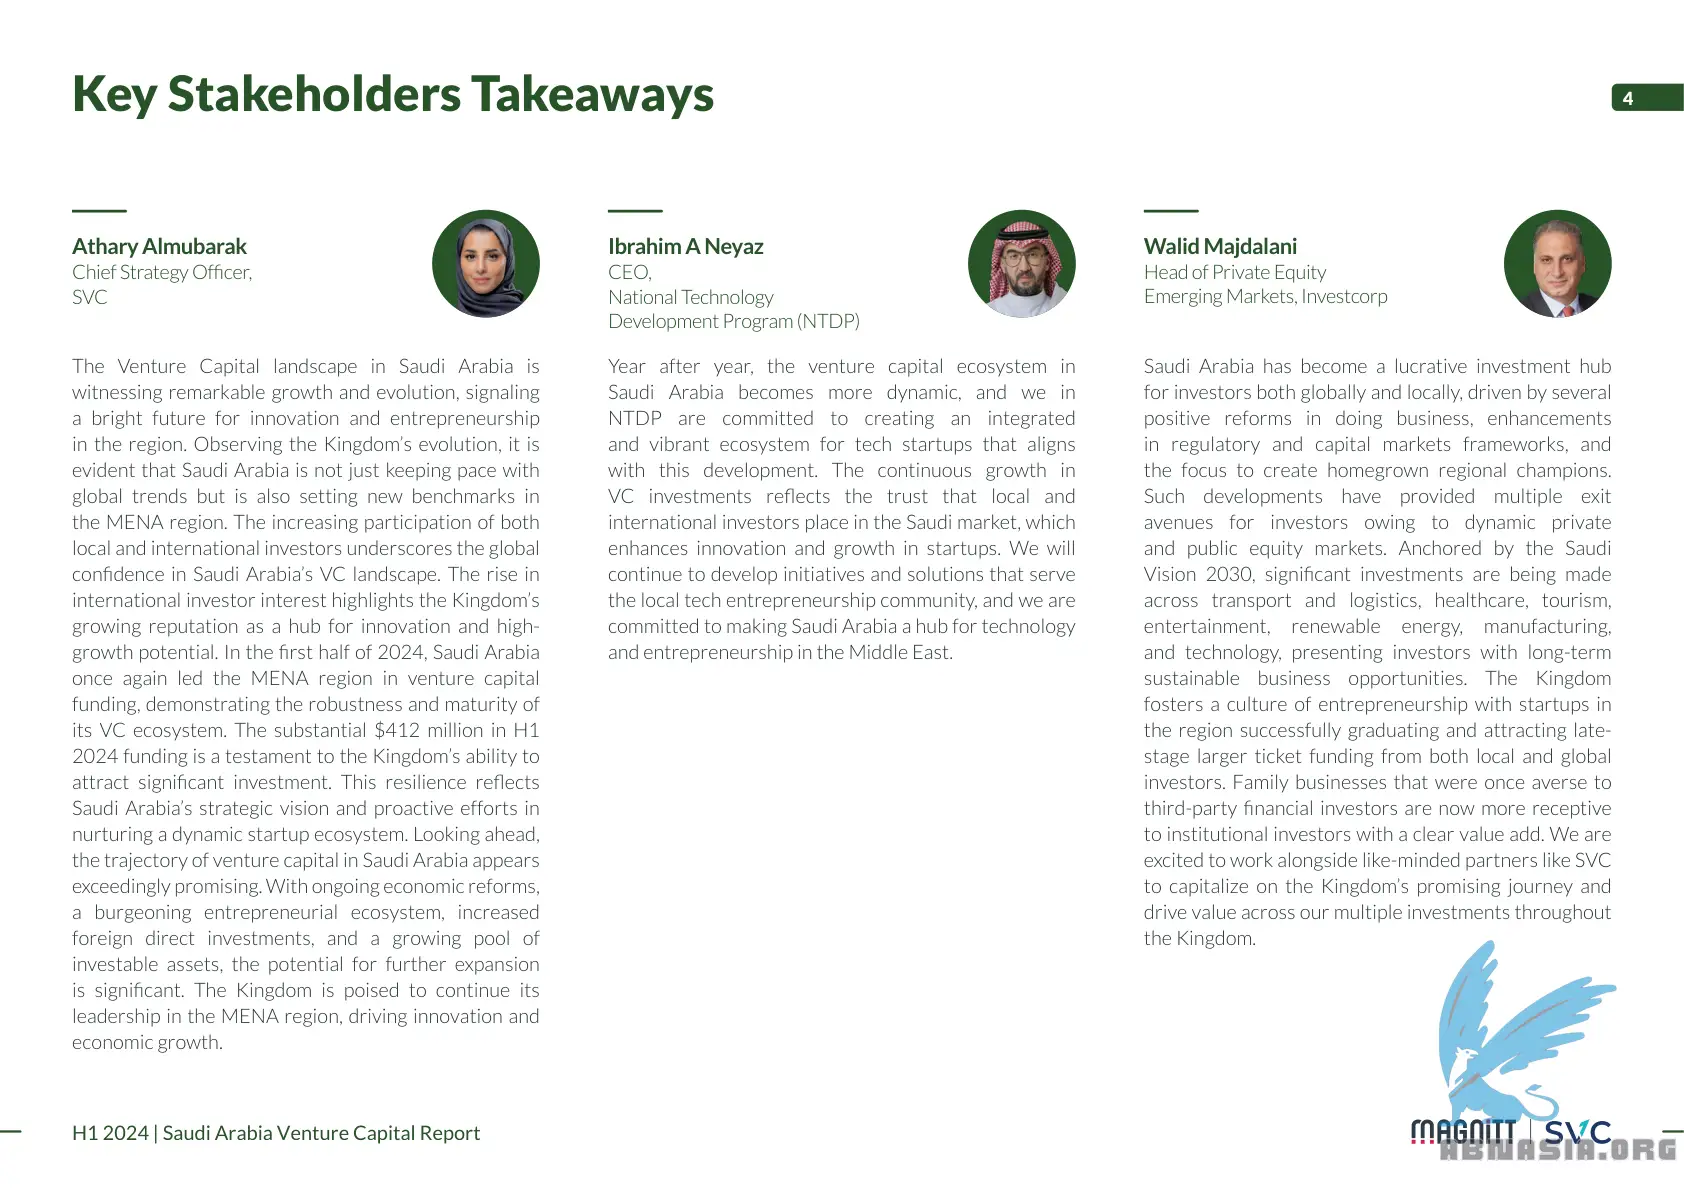 Key Stakeholders Takeaways
4
Athary Almubarak
Chief Strategy Officer,
SVC
The Venture Capital landscape in Saudi Arabia is
witnessing remarkable growth and evolution, signaling
a bright future for innovation and entrepreneurship
in the region. Observing the Kingdom’s evolution, it is
evident that Saudi Arabia is not just keeping pace with
global trends but is also setting new benchmarks in
the MENA region. The increasing participation of both
local and international investors underscores the global
confidence in Saudi Arabia’s VC landscape. The rise in
international investor interest highlights the Kingdom’s
growing reputation as a hub for innovation and high-
growth potential. In the first half of 2024, Saudi Arabia
once again led the MENA region in venture capital
funding, demonstrating the robustness and maturity of
its VC ecosystem. The substantial $412 million in H1
2024 funding is a testament to the Kingdom’s ability to
attract significant investment. This resilience reflects
Saudi Arabia’s strategic vision and proactive efforts in
nurturing a dynamic startup ecosystem. Looking ahead,
the trajectory of venture capital in Saudi Arabia appears
exceedingly promising. With ongoing economic reforms,
a burgeoning entrepreneurial ecosystem, increased
foreign direct investments, and a growing pool of
investable assets, the potential for further expansion
is significant. The Kingdom is poised to continue its
leadership in the MENA region, driving innovation and
economic growth.
Ibrahim A Neyaz
CEO,
National Technology
Development Program (NTDP)
Year after year, the venture capital ecosystem in
Saudi Arabia becomes more dynamic, and we in
NTDP are committed to creating an integrated
and vibrant ecosystem for tech startups that aligns
with this development. The continuous growth in
VC investments reflects the trust that local and
international investors place in the Saudi market, which
enhances innovation and growth in startups. We will
continue to develop initiatives and solutions that serve
the local tech entrepreneurship community, and we are
committed to making Saudi Arabia a hub for technology
and entrepreneurship in the Middle East.
Walid Majdalani
Head of Private Equity
Emerging Markets, Investcorp
Saudi Arabia has become a lucrative investment hub
for investors both globally and locally, driven by several
positive reforms in doing business, enhancements
in regulatory and capital markets frameworks, and
the focus to create homegrown regional champions.
Such developments have provided multiple exit
avenues for investors owing to dynamic private
and public equity markets. Anchored by the Saudi
Vision 2030, significant investments are being made
across transport and logistics, healthcare, tourism,
entertainment, renewable energy, manufacturing,
and technology, presenting investors with long-term
sustainable business opportunities. The Kingdom
fosters a culture of entrepreneurship with startups in
the region successfully graduating and attracting late-
stage larger ticket funding from both local and global
investors. Family businesses that were once averse to
third-party financial investors are now more receptive
to institutional investors with a clear value add. We are
excited to work alongside like-minded partners like SVC
to capitalize on the Kingdom’s promising journey and
drive value across our multiple investments throughout
the Kingdom.
H1 2024 | Saudi Arabia Venture Capital Report
MAGNITT | SVC
ABNASIA.ORG